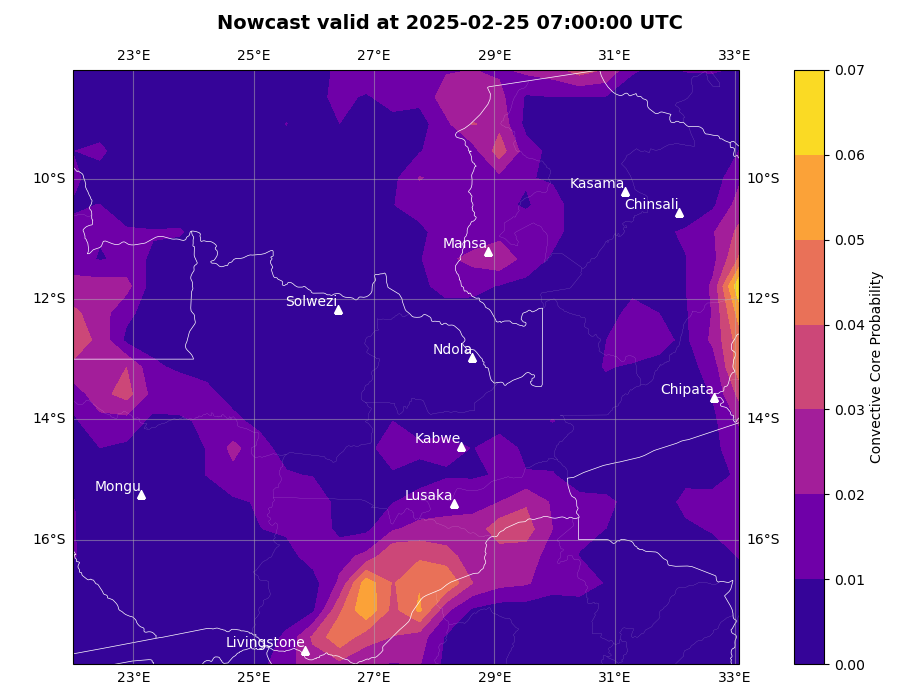 Nowcast valid at 2025-02-25 07:00:00 UTC
23°E 25°E 27°E 29°E 31°E 33°E
0.07
0.06
10°S Kasama 10°S
Chinsali
0.05
Mansa
12°S Solwezi 12°S
0.04
Ndola
Chipata
0.03
14°S Kabwe 14°S
Mongu Lusaka
0.02
16°S 16°S
0.01
Livingstone
0.00
23°E 25°E 27°E 29°E 31°E 33°E
Convective Core Probability